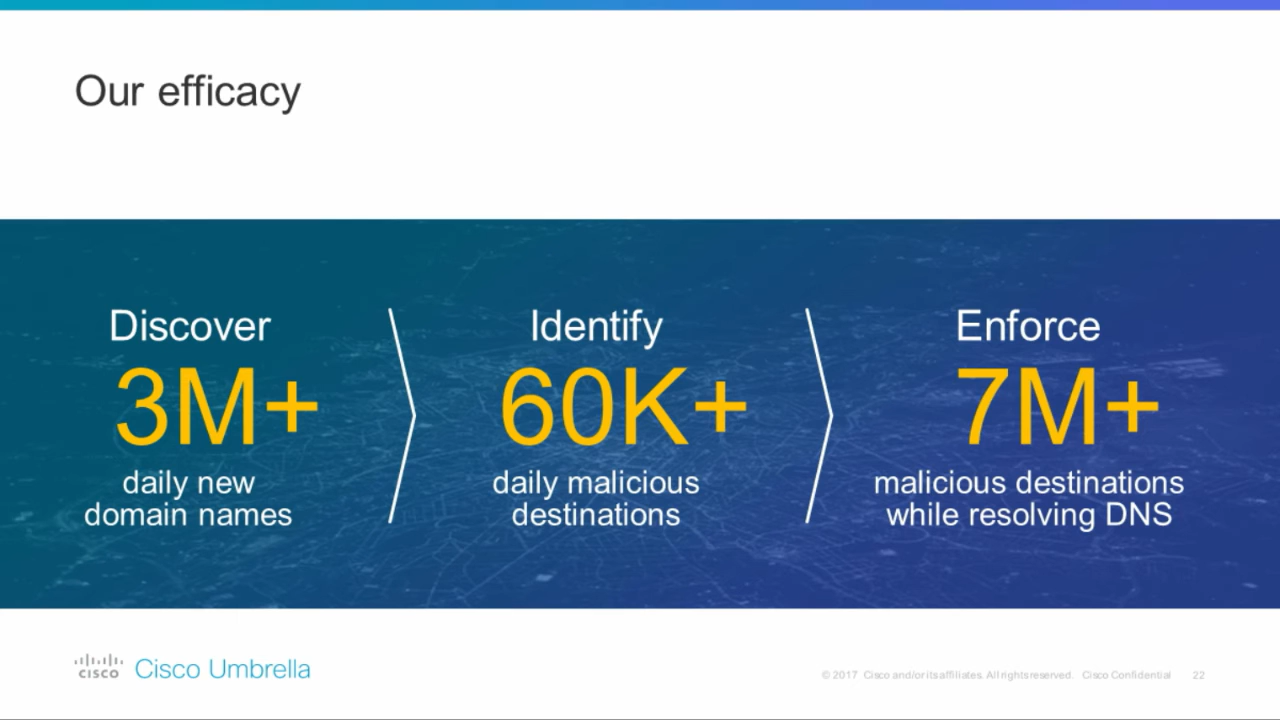 Our efficacy
Discover
3M+
daily new
domain names
Identify
60K+
daily malicious
destinations
Enforce
7M+
malicious destinations
while resolving DNS
cisco
Cisco Umbrella
© 2017 Cisco and/or its affiliates. All rights reserved. Cisco Confidential 22